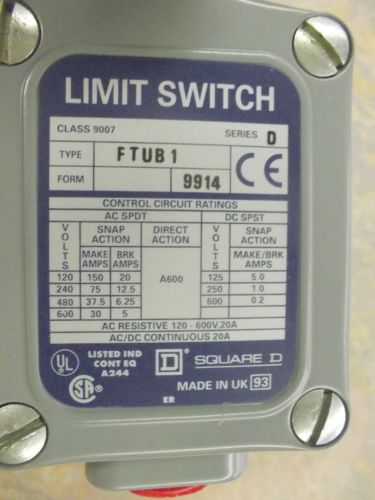 LIMIT SWITCH
CLASS 9007 SERIES D
TYPE FTUB1
FORM 9914
CE
CONTROL CIRCUIT RATINGS
AC SPDT DC SPST
VOLTS SNAP ACTION DIRECT ACTION VOLTS SNAP ACTION
MAKE AMPS BRK AMPS MAKE/BRK AMPS
120 150 20 A600 125 5.0
240 75 12.5 250 1.0
480 37.5 6.25 600 0.2
600 30 5
AC RESISTIVE 120 - 600V.20A
AC/DC CONTINUOUS 20A
UL LISTED IND CONT EQ A244 D SQUARE D
SA MADE IN UK 93
ER